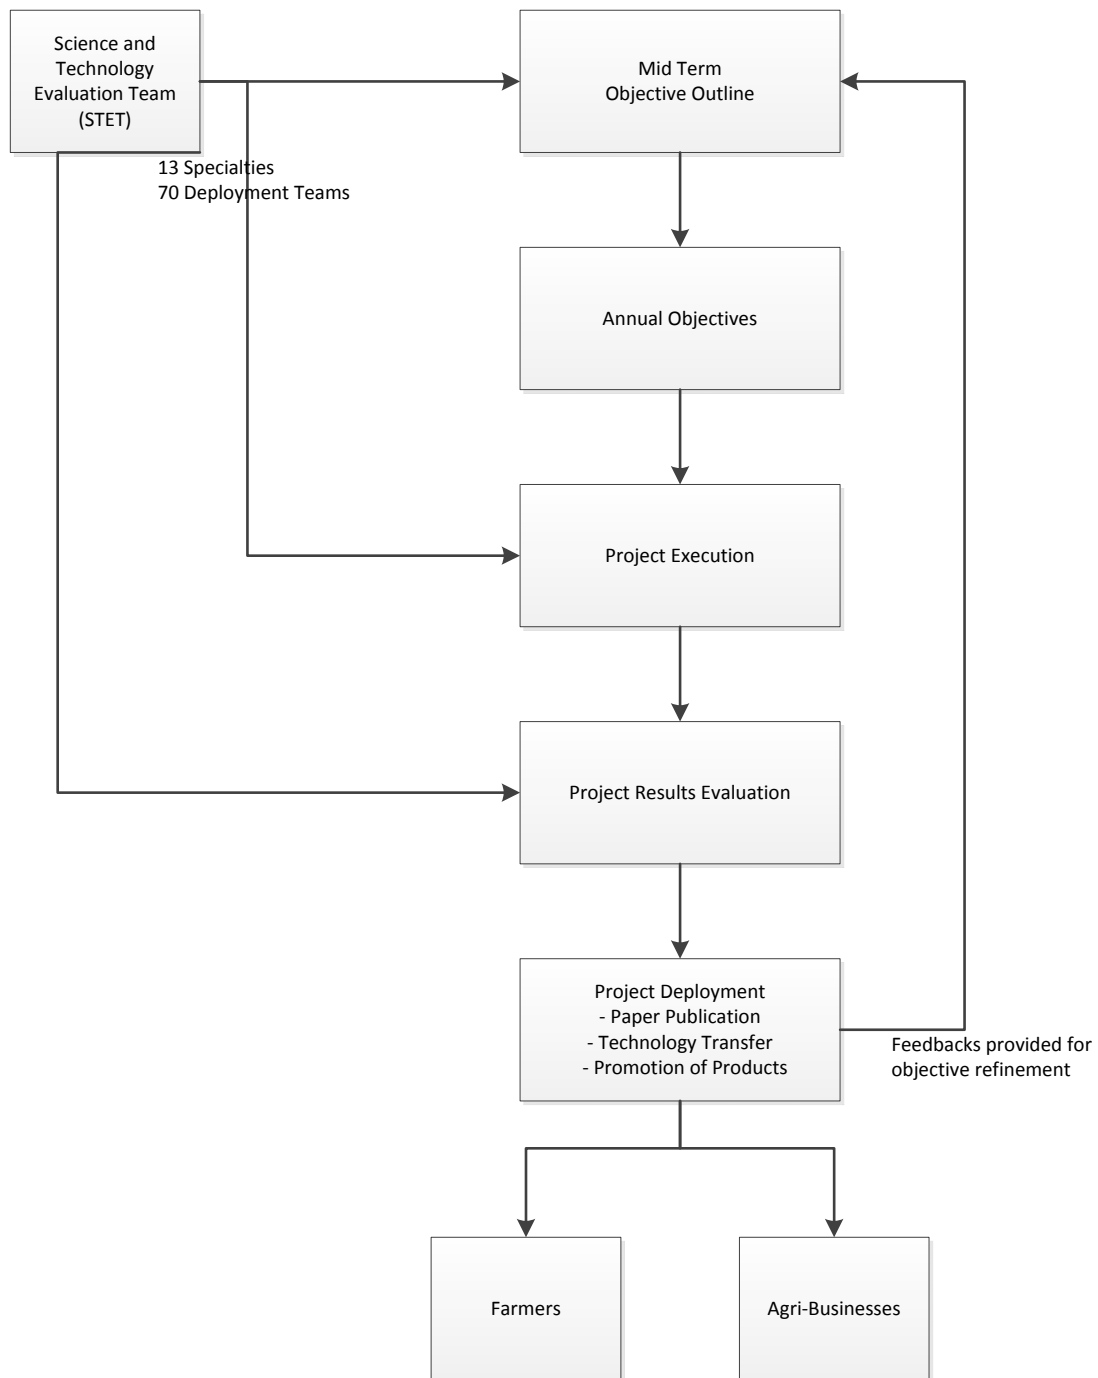 Science and
Technology
Evaluation Team
(STET)
Mid Term
Objective Outline
13 Specialties
70 Deployment Teams
Annual Objectives
Project Execution
Project Results Evaluation
Project Deployment
- Paper Publication
- Technology Transfer
- Promotion of Products
Feedbacks provided for
objective refinement
Farmers
Agri-Businesses